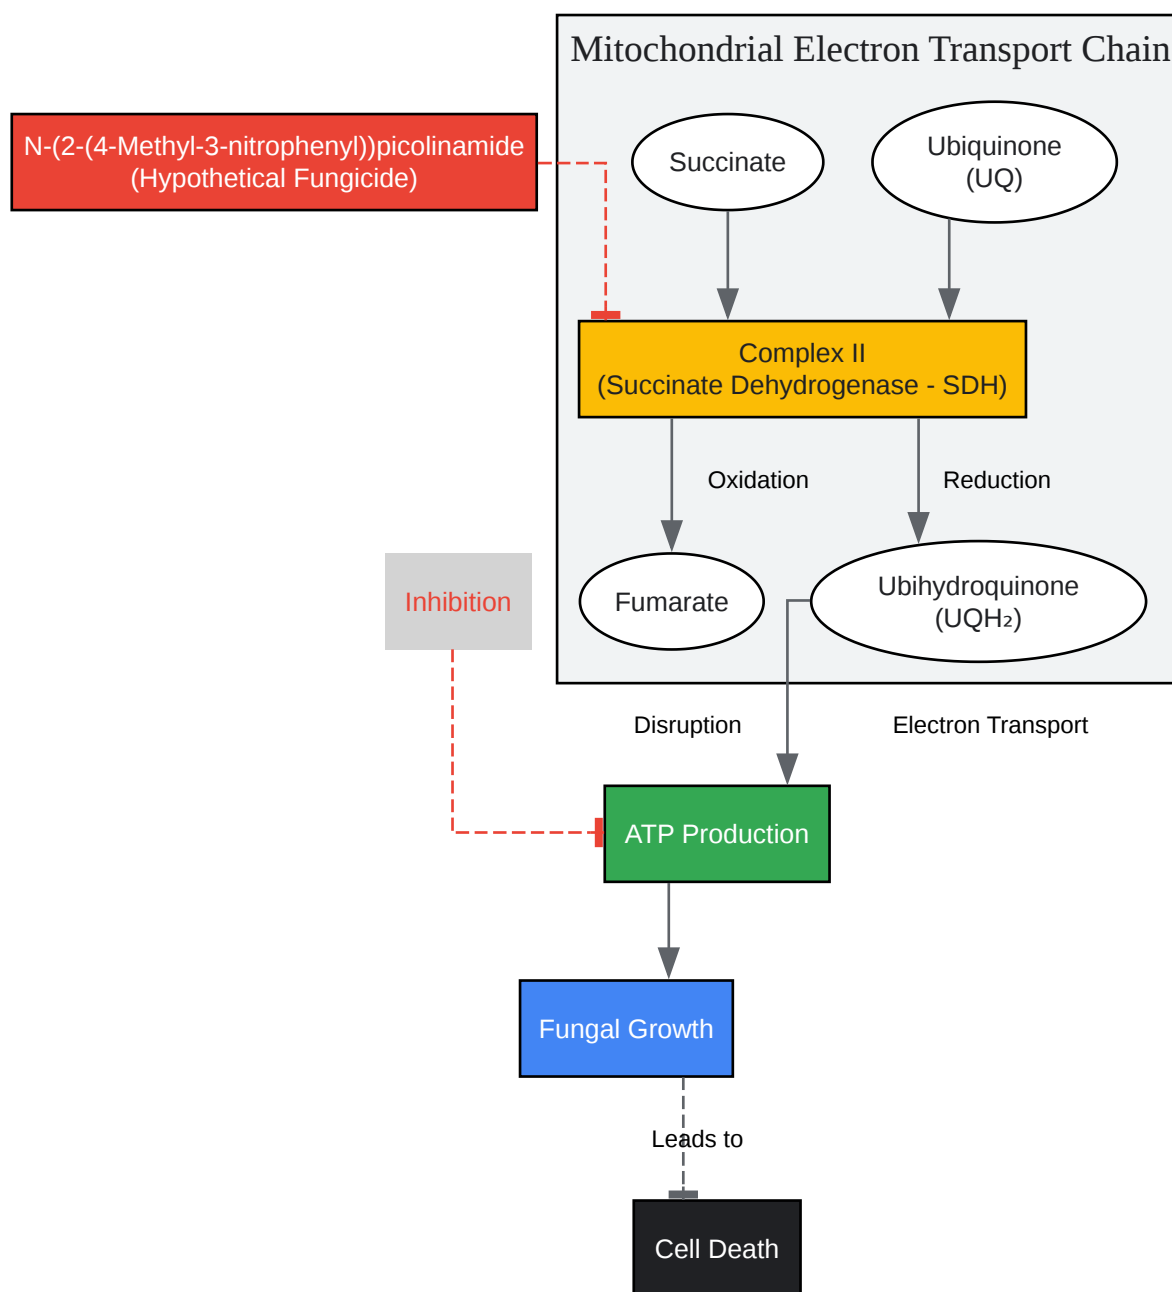 Mitochondrial Electron Transport Chain
N-(2-(4-Methyl-3-nitrophenyl))picolinamide
(Hypothetical Fungicide)
Succinate
Ubiquinone
(UQ)
Complex II
(Succinate Dehydrogenase - SDH)
Oxidation
Reduction
Inhibition
Fumarate
Ubihydroquinone
(UQH₂)
Disruption
Electron Transport
ATP Production
Fungal Growth
Leads to
Cell Death